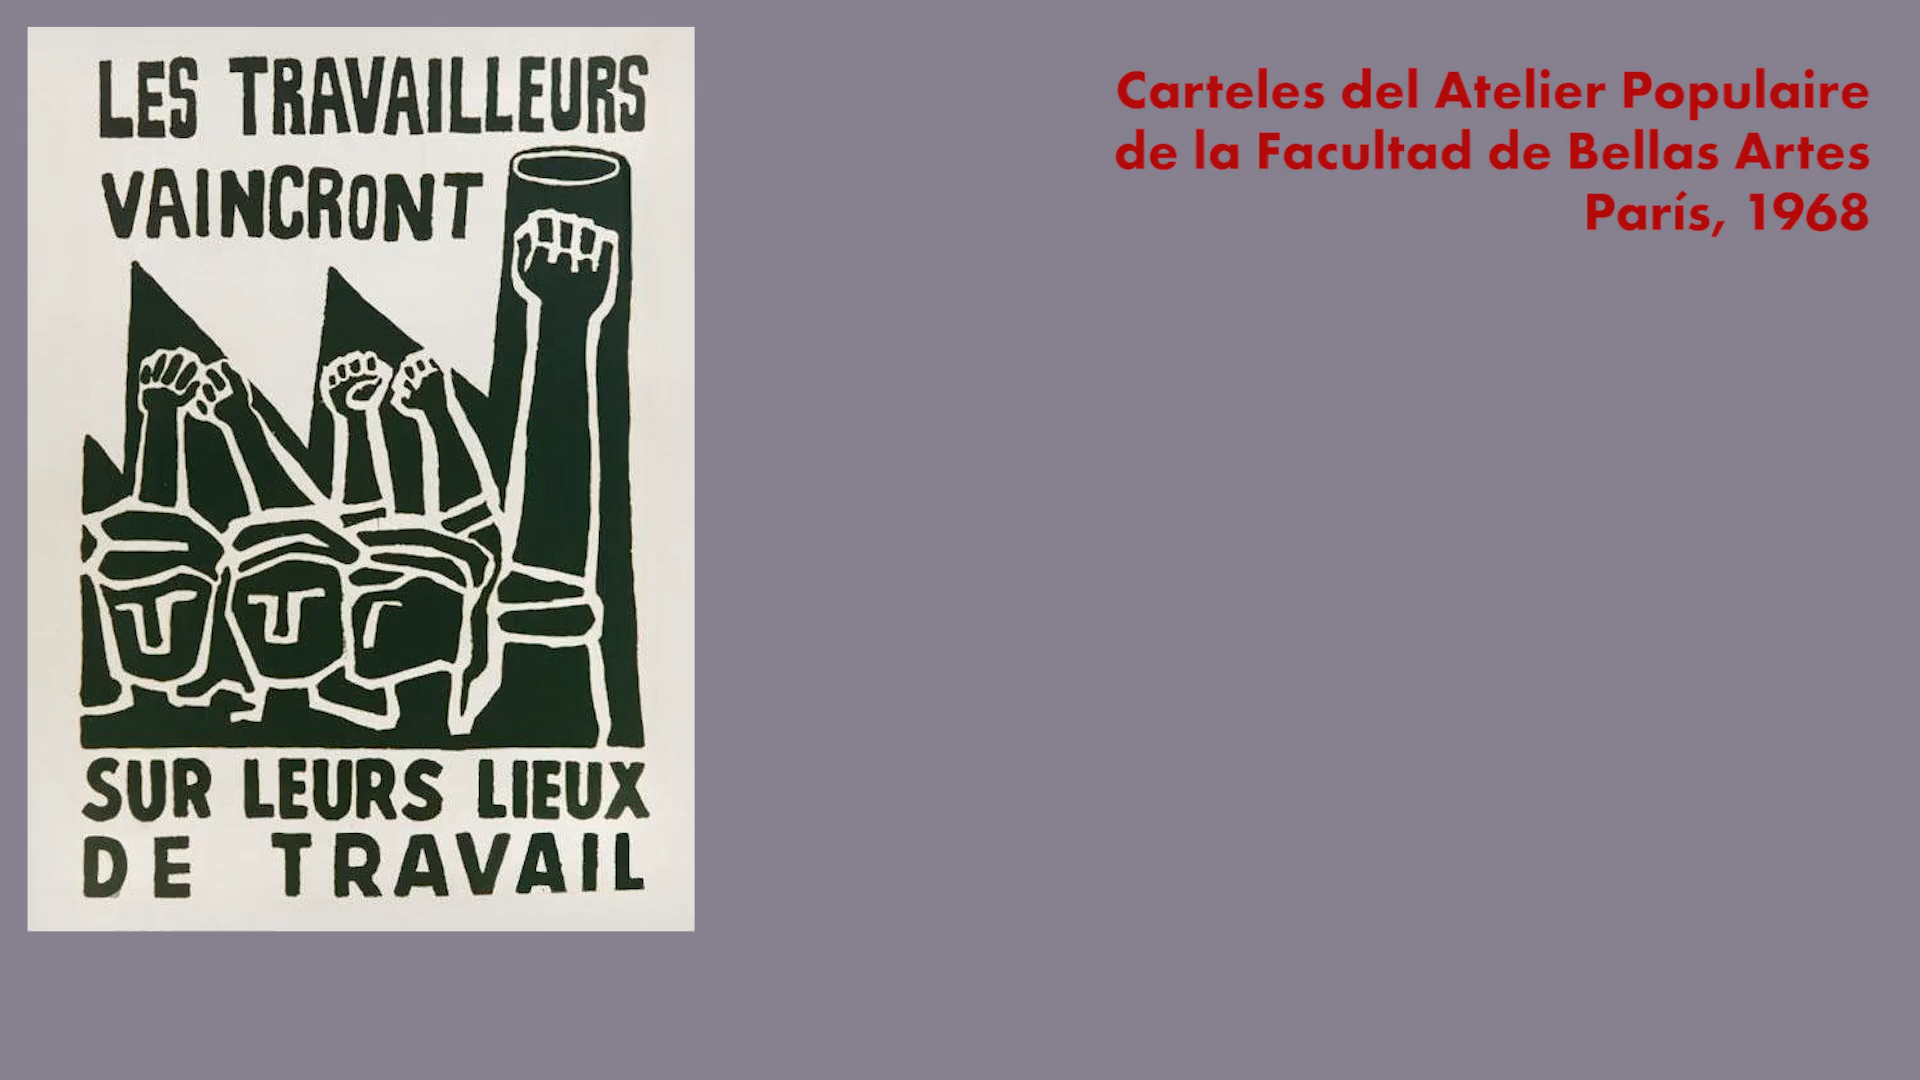 LES TRAVAILLEURS
VAINCRONT
SUR LEURS LIEUX
DE TRAVAIL
Carteles del Atelier Populaire
de la Facultad de Bellas Artes
París, 1968